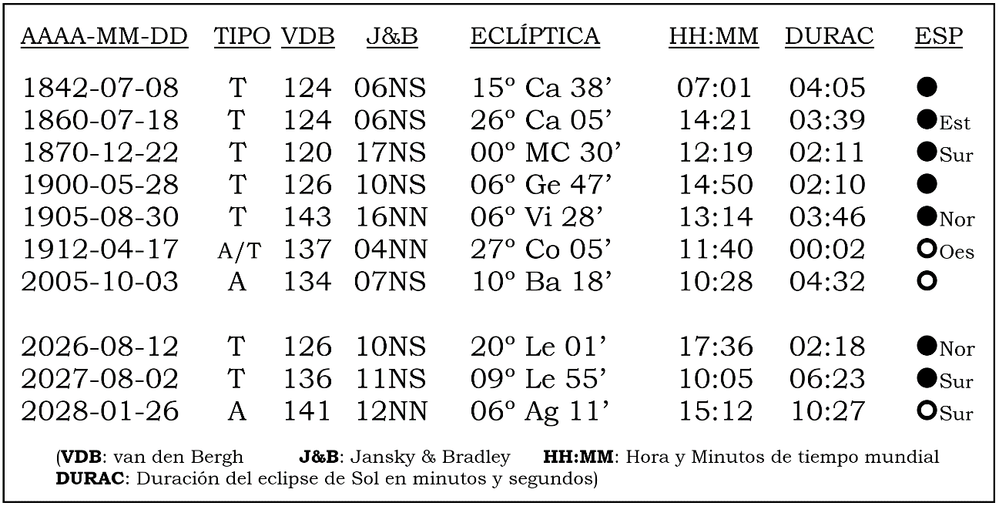 AAAA-MM-DD TIPO VDB J&B ECLÍPTICA HH:MM DURAC ESP
1842-07-08 T 124 06NS 15º Ca 38’ 07:01 04:05 ●
1860-07-18 T 124 06NS 26º Ca 05’ 14:21 03:39 ●Est
1870-12-22 T 120 17NS 00º MC 30’ 12:19 02:11 ●Sur
1900-05-28 T 126 10NS 06º Ge 47’ 14:50 02:10 ●
1905-08-30 T 143 16NN 06º Vi 28’ 13:14 03:46 ●Nor
1912-04-17 A/T 137 04NN 27º Co 05’ 11:40 00:02 ○Oes
2005-10-03 A 134 07NS 10º Ba 18’ 10:28 04:32 ○
2026-08-12 T 126 10NS 20º Le 01’ 17:36 02:18 ●Nor
2027-08-02 T 136 11NS 09º Le 55’ 10:05 06:23 ●Sur
2028-01-26 A 141 12NN 06º Ag 11’ 15:12 10:27 ○Sur
(VDB: van den Bergh J&B: Jansky & Bradley HH:MM: Hora y Minutos de tiempo mundial
DURAC: Duración del eclipse de Sol en minutos y segundos)